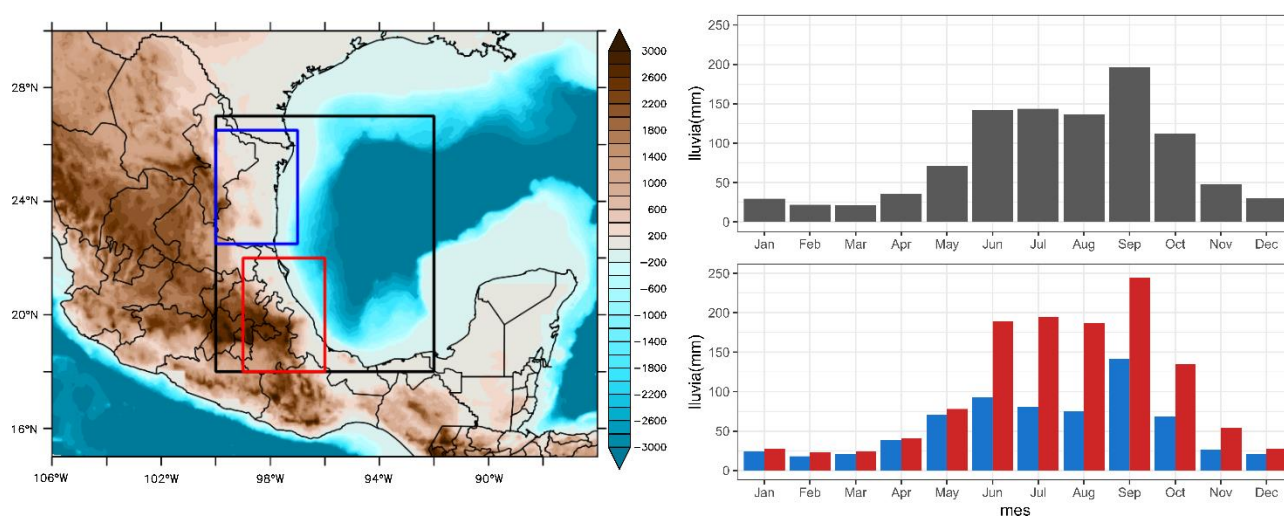 28°N
24°N
20°N
16°N
106°W 102°W 98°W 94°W 90°W
3000
2600
2200
1800
1400
1000
600
200
−200
−600
−1000
−1400
−1800
−2200
−2600
−3000
250
200
150
100
50
0
lluvia(mm)
Jan Feb Mar Apr May Jun Jul Aug Sep Oct Nov Dec
250
200
150
100
50
0
lluvia(mm)
Jan Feb Mar Apr May Jun Jul Aug Sep Oct Nov Dec
mes